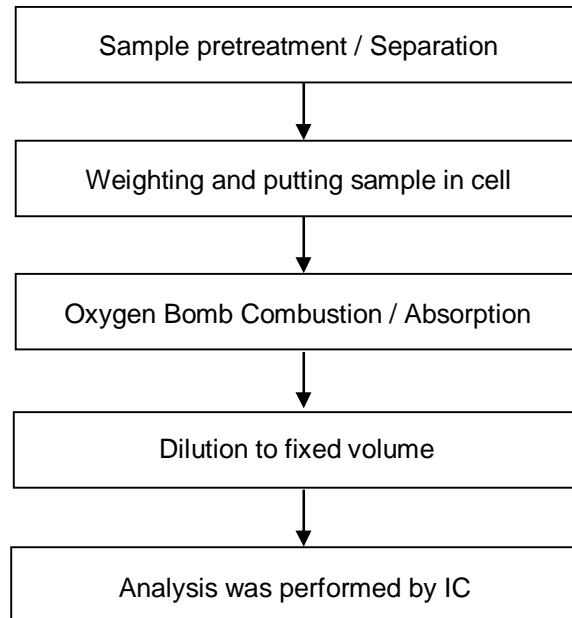 Sample pretreatment / Separation
Weighting and putting sample in cell
Oxygen Bomb Combustion / Absorption
Dilution to fixed volume
Analysis was performed by IC